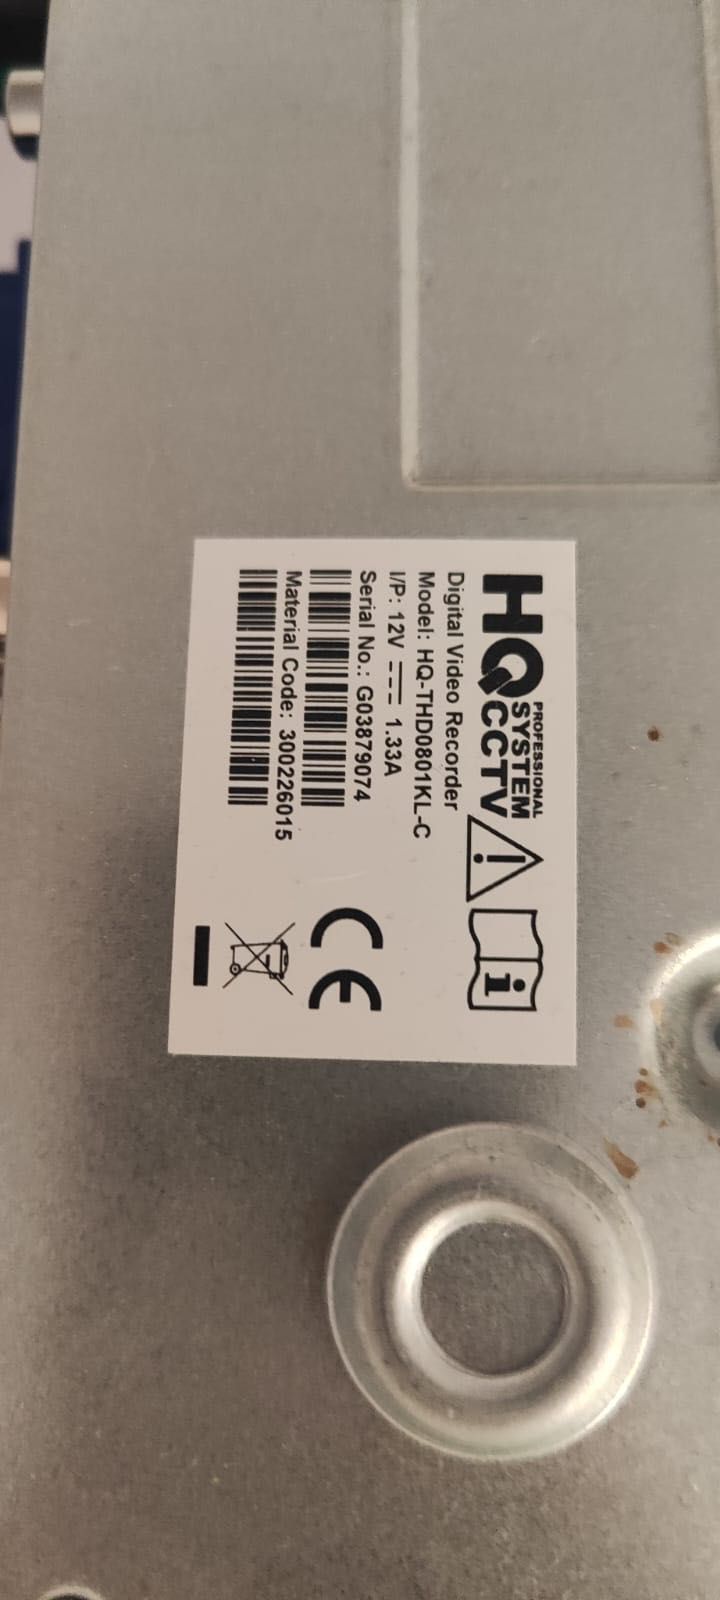 HQ PROFESSIONAL
SYSTEM
CCTV
Digital Video Recorder
Model: HQ-THD0801KL-C
I/P: 12V ⎓ 1.33A
Serial No.: G03879074
Material Code: 300226015
CE